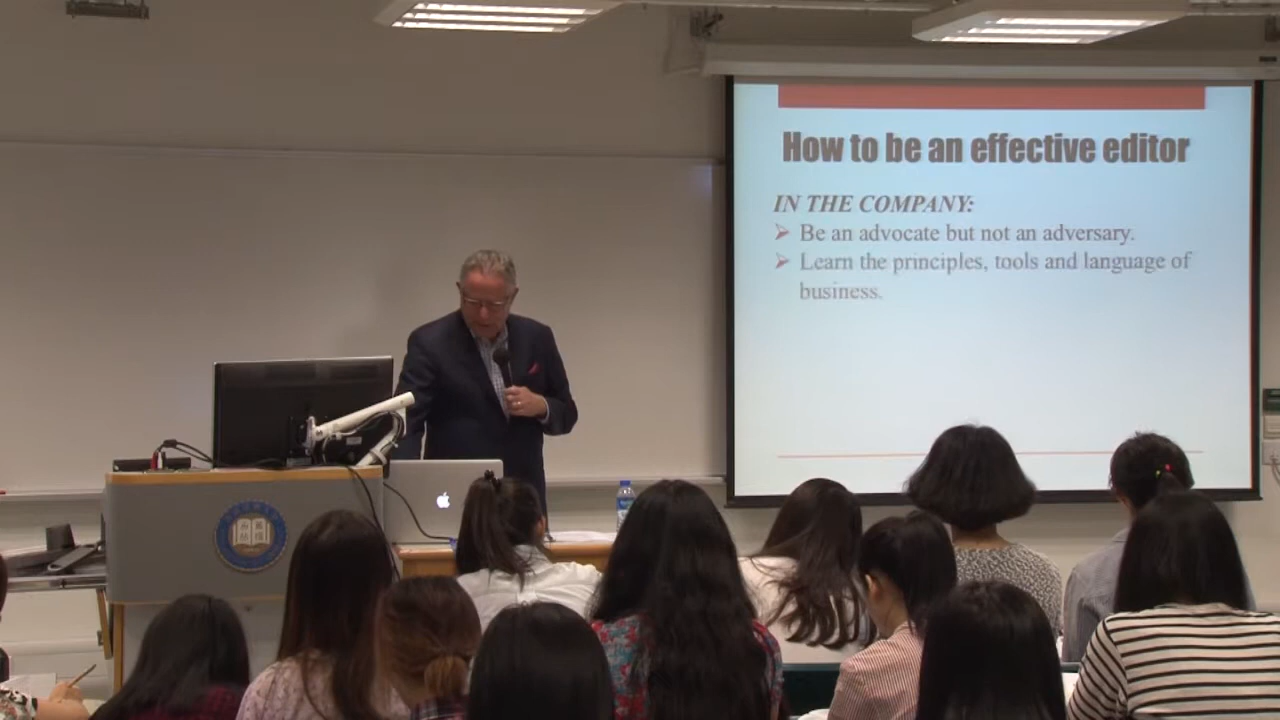 How to be an effective editor
IN THE COMPANY:
Be an advocate but not an adversary.
Learn the principles, tools and language of
business.